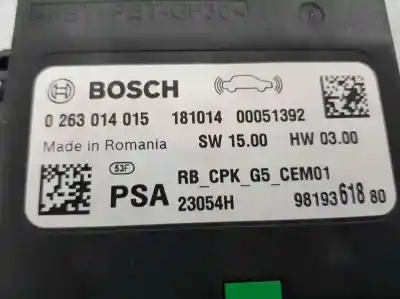 BOSCH
0 263 014 015 181014 00051392
Made in Romania SW 15.00 HW 03.00
53F RB_CPK_G5_CEM01
PSA 23054H 98193618 80